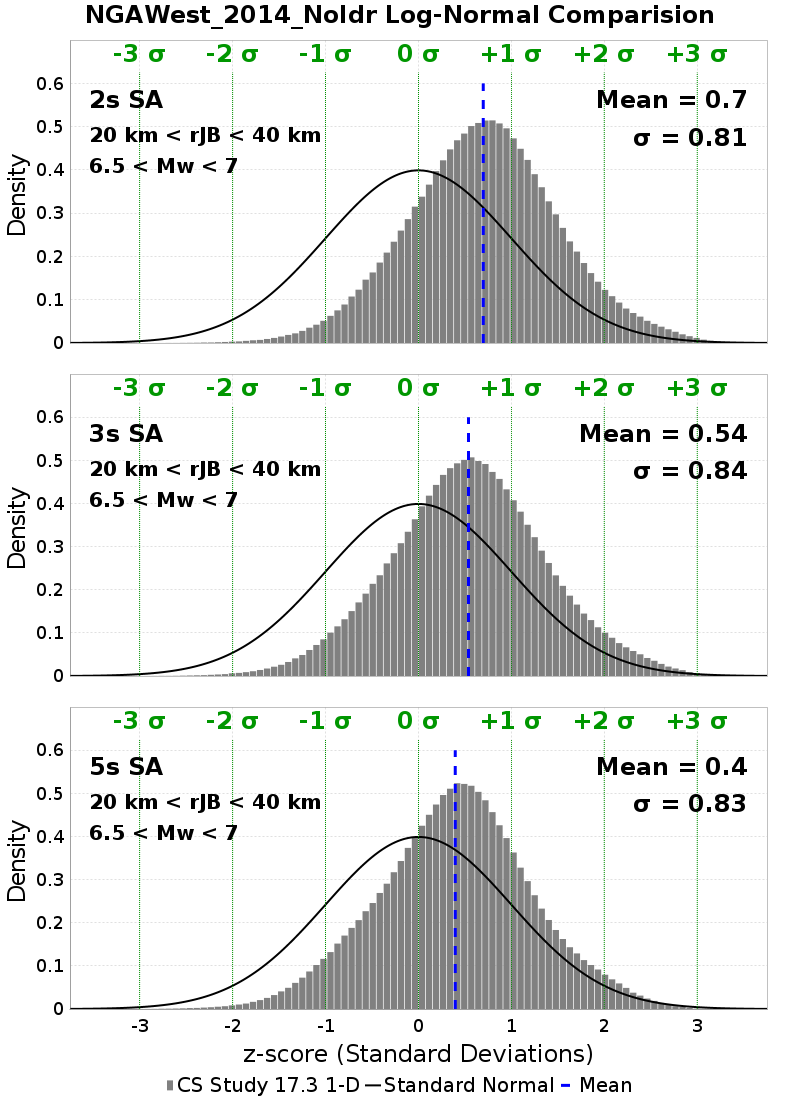 NGAWest_2014_NoIdr Log-Normal Comparision
-3 σ -2 σ -1 σ 0 σ +1 σ +2 σ +3 σ
2s SA
20 km < rJB < 40 km
6.5 < Mw < 7
Mean = 0.7
σ = 0.81
Density
0.6
0.5
0.4
0.3
0.2
0.1
0
-3 σ -2 σ -1 σ 0 σ +1 σ +2 σ +3 σ
3s SA
20 km < rJB < 40 km
6.5 < Mw < 7
Mean = 0.54
σ = 0.84
Density
0.6
0.5
0.4
0.3
0.2
0.1
0
-3 σ -2 σ -1 σ 0 σ +1 σ +2 σ +3 σ
5s SA
20 km < rJB < 40 km
6.5 < Mw < 7
Mean = 0.4
σ = 0.83
Density
0.6
0.5
0.4
0.3
0.2
0.1
0
-3 -2 -1 0 1 2 3
z-score (Standard Deviations)
CS Study 17.3 1-D Standard Normal Mean